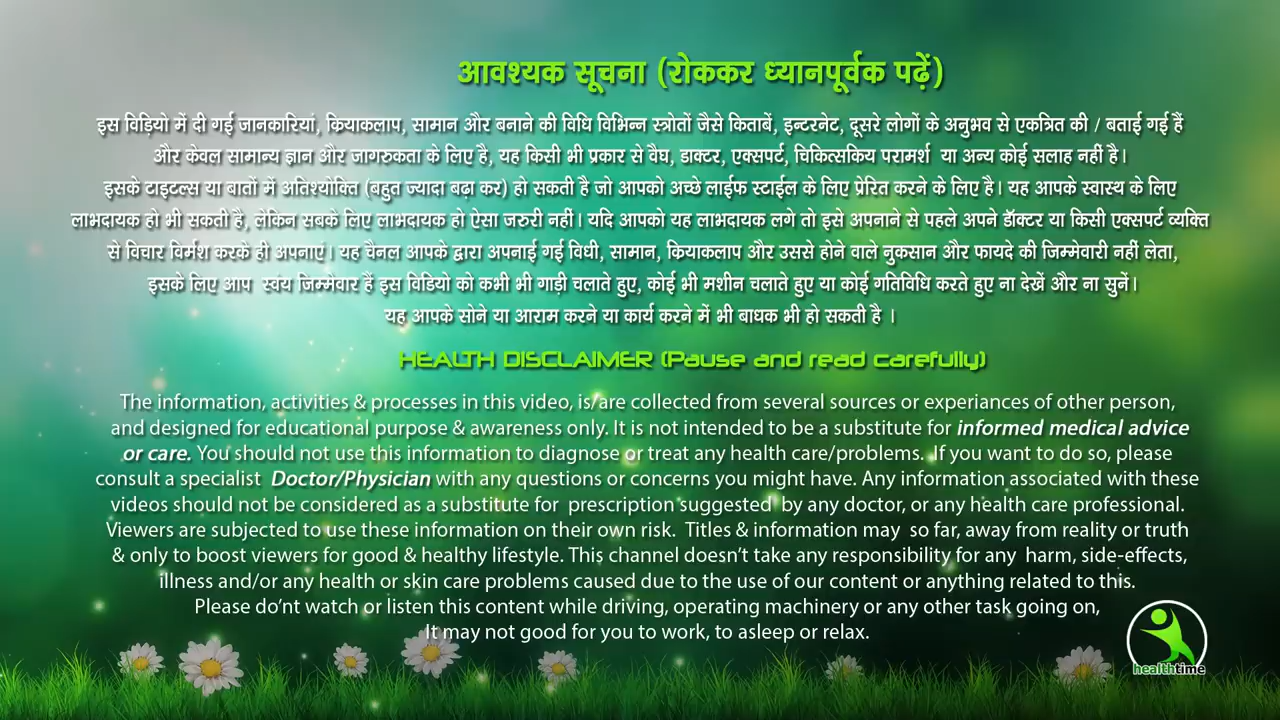 आवश्यक सूचना (रोककर ध्यानपूर्वक पढ़ें)
इस विड़ियो में दी गई जानकारियां, क्रियाकलाप, सामान और बनाने की विधि विभिन्न स्त्रोतों जैसे किताबें, इन्टरनेट, दूसरे लोगों के अनुभव से एकत्रित की / बताई गई हैं
और केवल सामान्य ज्ञान और जागरुकता के लिए है, यह किसी भी प्रकार से वैघ, डाक्टर, एक्सपर्ट, चिकित्सकिय परामर्श या अन्य कोई सलाह नहीं है।
इसके टाइटल्स या बातों में अतिश्योक्ति (बहुत ज्यादा बढ़ा कर) हो सकती है जो आपको अच्छे लाईफ स्टाईल के लिए प्रेरित करने के लिए है। यह आपके स्वास्थ के लिए
लाभदायक हो भी सकती है, लेकिन सबके लिए लाभदायक हो ऐसा जरुरी नहीं। यदि आपको यह लाभदायक लगे तो इसे अपनाने से पहले अपने डॉक्टर या किसी एक्सपर्ट व्यक्ति
से विचार विर्मश करके ही अपनाएं। यह चैनल आपके द्वारा अपनाई गई विधी, सामान, क्रियाकलाप और उससे होने वाले नुकसान और फायदे की जिम्मेवारी नहीं लेता,
इसके लिए आप स्वंय जिम्मेवार हैं इस विडियो को कभी भी गाड़ी चलाते हुए, कोई भी मशीन चलाते हुए या कोई गतिविधि करते हुए ना देखें और ना सुनें।
यह आपके सोने या आराम करने या कार्य करने में भी बाधक भी हो सकती है ।
HEALTH DISCLAIMER (Pause and read carefully)
The information, activities & processes in this video, is/are collected from several sources or experiances of other person,
and designed for educational purpose & awareness only. It is not intended to be a substitute for informed medical advice
or care. You should not use this information to diagnose or treat any health care/problems. If you want to do so, please
consult a specialist Doctor/Physician with any questions or concerns you might have. Any information associated with these
videos should not be considered as a substitute for prescription suggested by any doctor, or any health care professional.
Viewers are subjected to use these information on their own risk. Titles & information may so far, away from reality or truth
& only to boost viewers for good & healthy lifestyle. This channel doesn't take any responsibility for any harm, side-effects,
illness and/or any health or skin care problems caused due to the use of our content or anything related to this.
Please do'nt watch or listen this content while driving, operating machinery or any other task going on,
It may not good for you to work, to asleep or relax.
healthtime